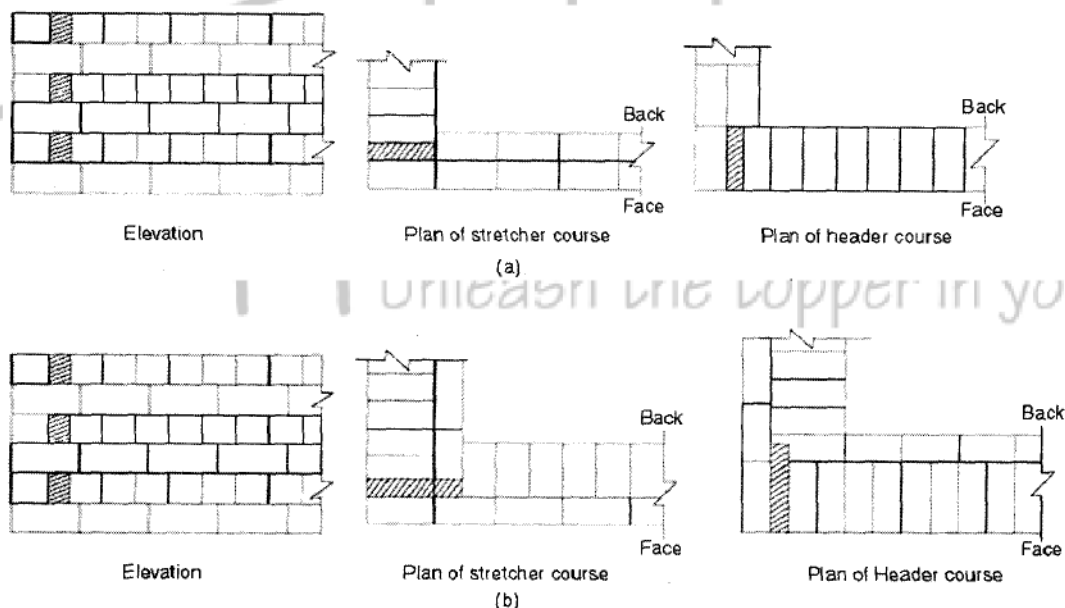 Back
Back
Face
Face
Elevation
Plan of stretcher course
Plan of header course
(a)
Unleash the topper in yo
Back
Back
Face
Face
Elevation
Plan of stretcher course
Plan of Header course
(b)